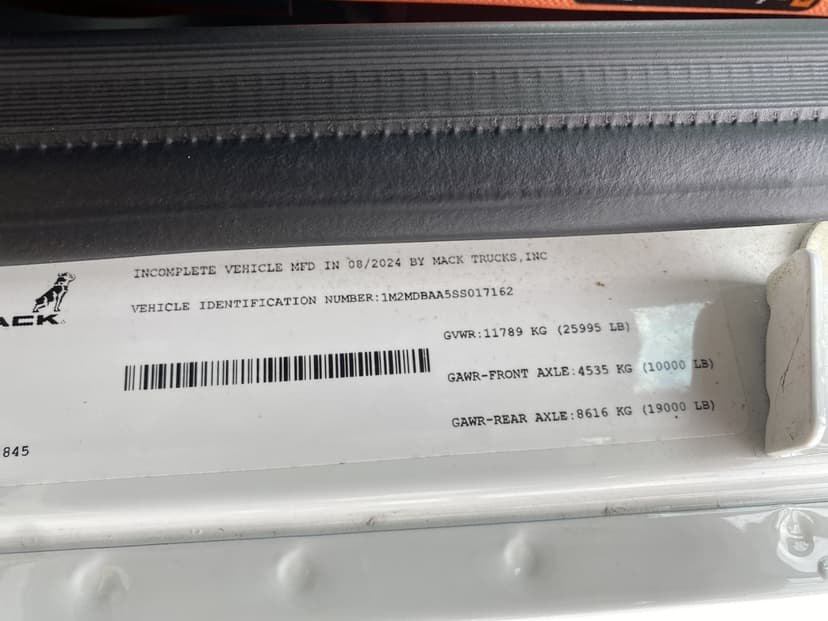 INCOMPLETE VEHICLE MFD IN 08/2024 BY MACK TRUCKS,INC
ACK
VEHICLE IDENTIFICATION NUMBER:1M2MDBAA5SS017162
GVWR:11789 KG (25995 LB)
GAWR-FRONT AXLE:4535 KG (10000 LB)
GAWR-REAR AXLE:8616 KG (19000 LB)
845